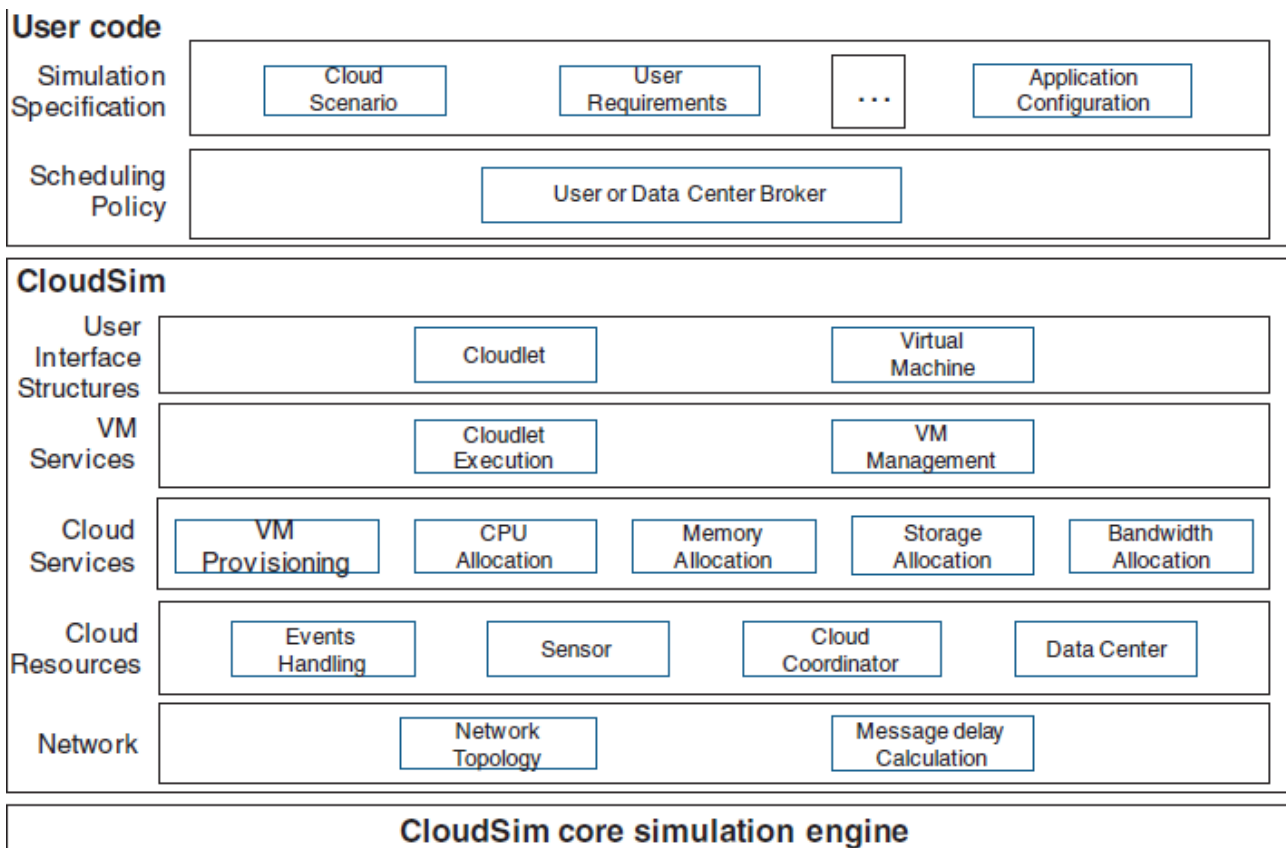 User code
Simulation
Specification
Cloud
Scenario
User
Requirements
...
Application
Configuration
Scheduling
Policy
User or Data Center Broker
CloudSim
User
Interface
Structures
Cloudlet
Virtual
Machine
VM
Services
Cloudlet
Execution
VM
Management
Cloud
Services
VM
Provisioning
CPU
Allocation
Memory
Allocation
Storage
Allocation
Bandwidth
Allocation
Cloud
Resources
Events
Handling
Sensor
Cloud
Coordinator
Data Center
Network
Network
Topology
Message delay
Calculation
CloudSim core simulation engine